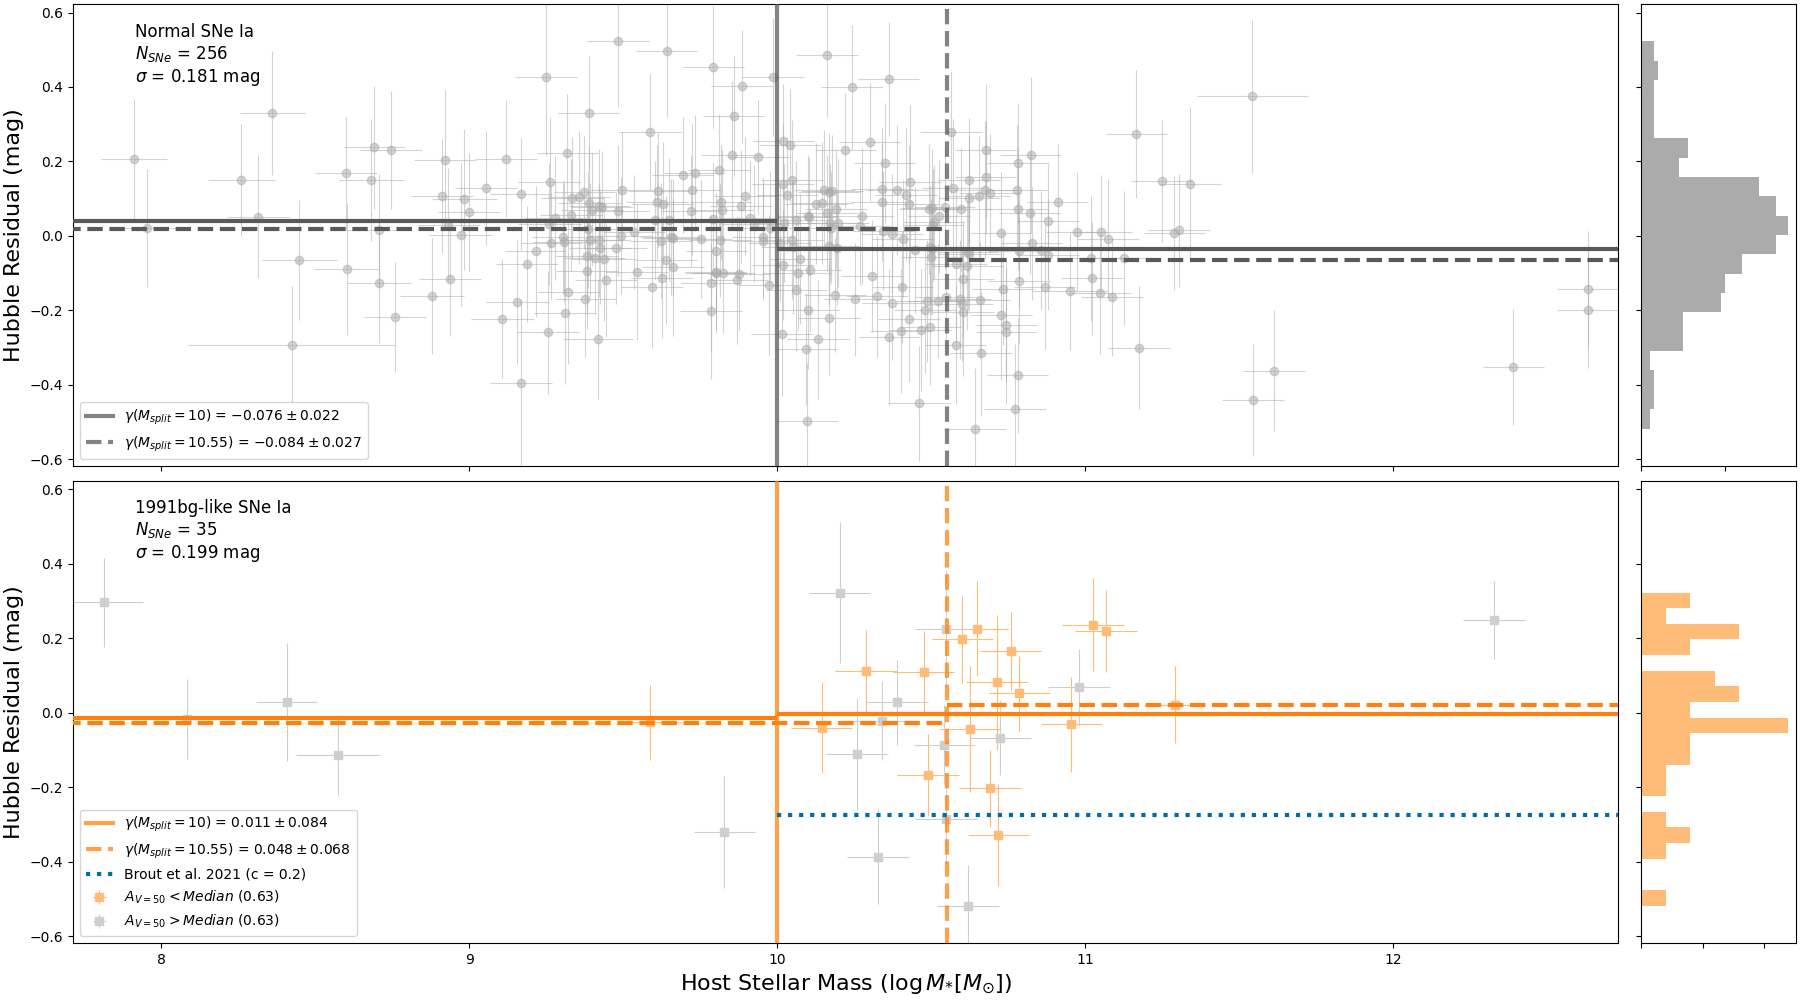 Normal SNe Ia
N_SNe = 256
σ = 0.181 mag
Hubble Residual (mag)
0.6
0.4
0.2
0.0
−0.2
−0.4
−0.6
γ(M_split = 10) = −0.076 ± 0.022
γ(M_split = 10.55) = −0.084 ± 0.027
1991bg-like SNe Ia
N_SNe = 35
σ = 0.199 mag
Hubble Residual (mag)
0.6
0.4
0.2
0.0
−0.2
−0.4
−0.6
γ(M_split = 10) = 0.011 ± 0.084
γ(M_split = 10.55) = 0.048 ± 0.068
Brout et al. 2021 (c = 0.2)
A_V=50 < Median (0.63)
A_V=50 > Median (0.63)
8 9 10 11 12
Host Stellar Mass (log M_*[M_⊙])